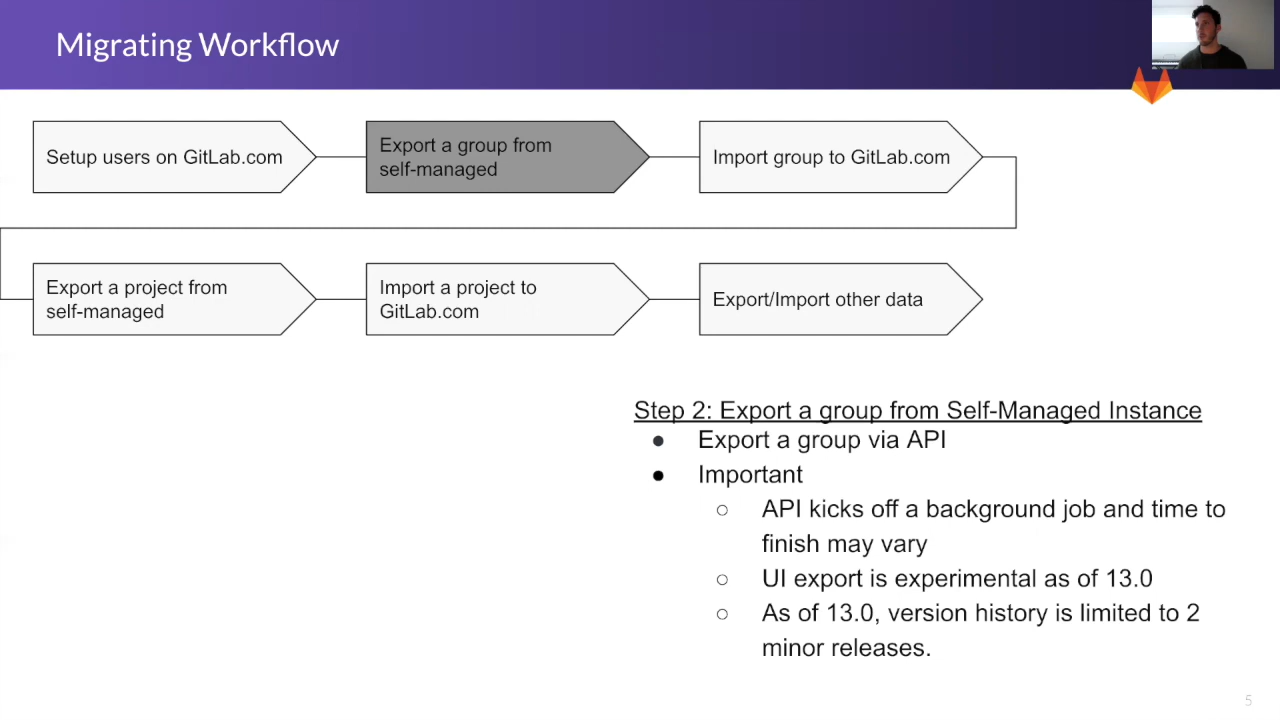 Migrating Workflow
Setup users on GitLab.com
Export a group from
self-managed
Import group to GitLab.com
Export a project from
self-managed
Import a project to
GitLab.com
Export/Import other data
Step 2: Export a group from Self-Managed Instance
● Export a group via API
● Important
○ API kicks off a background job and time to
finish may vary
○ UI export is experimental as of 13.0
○ As of 13.0, version history is limited to 2
minor releases.
5